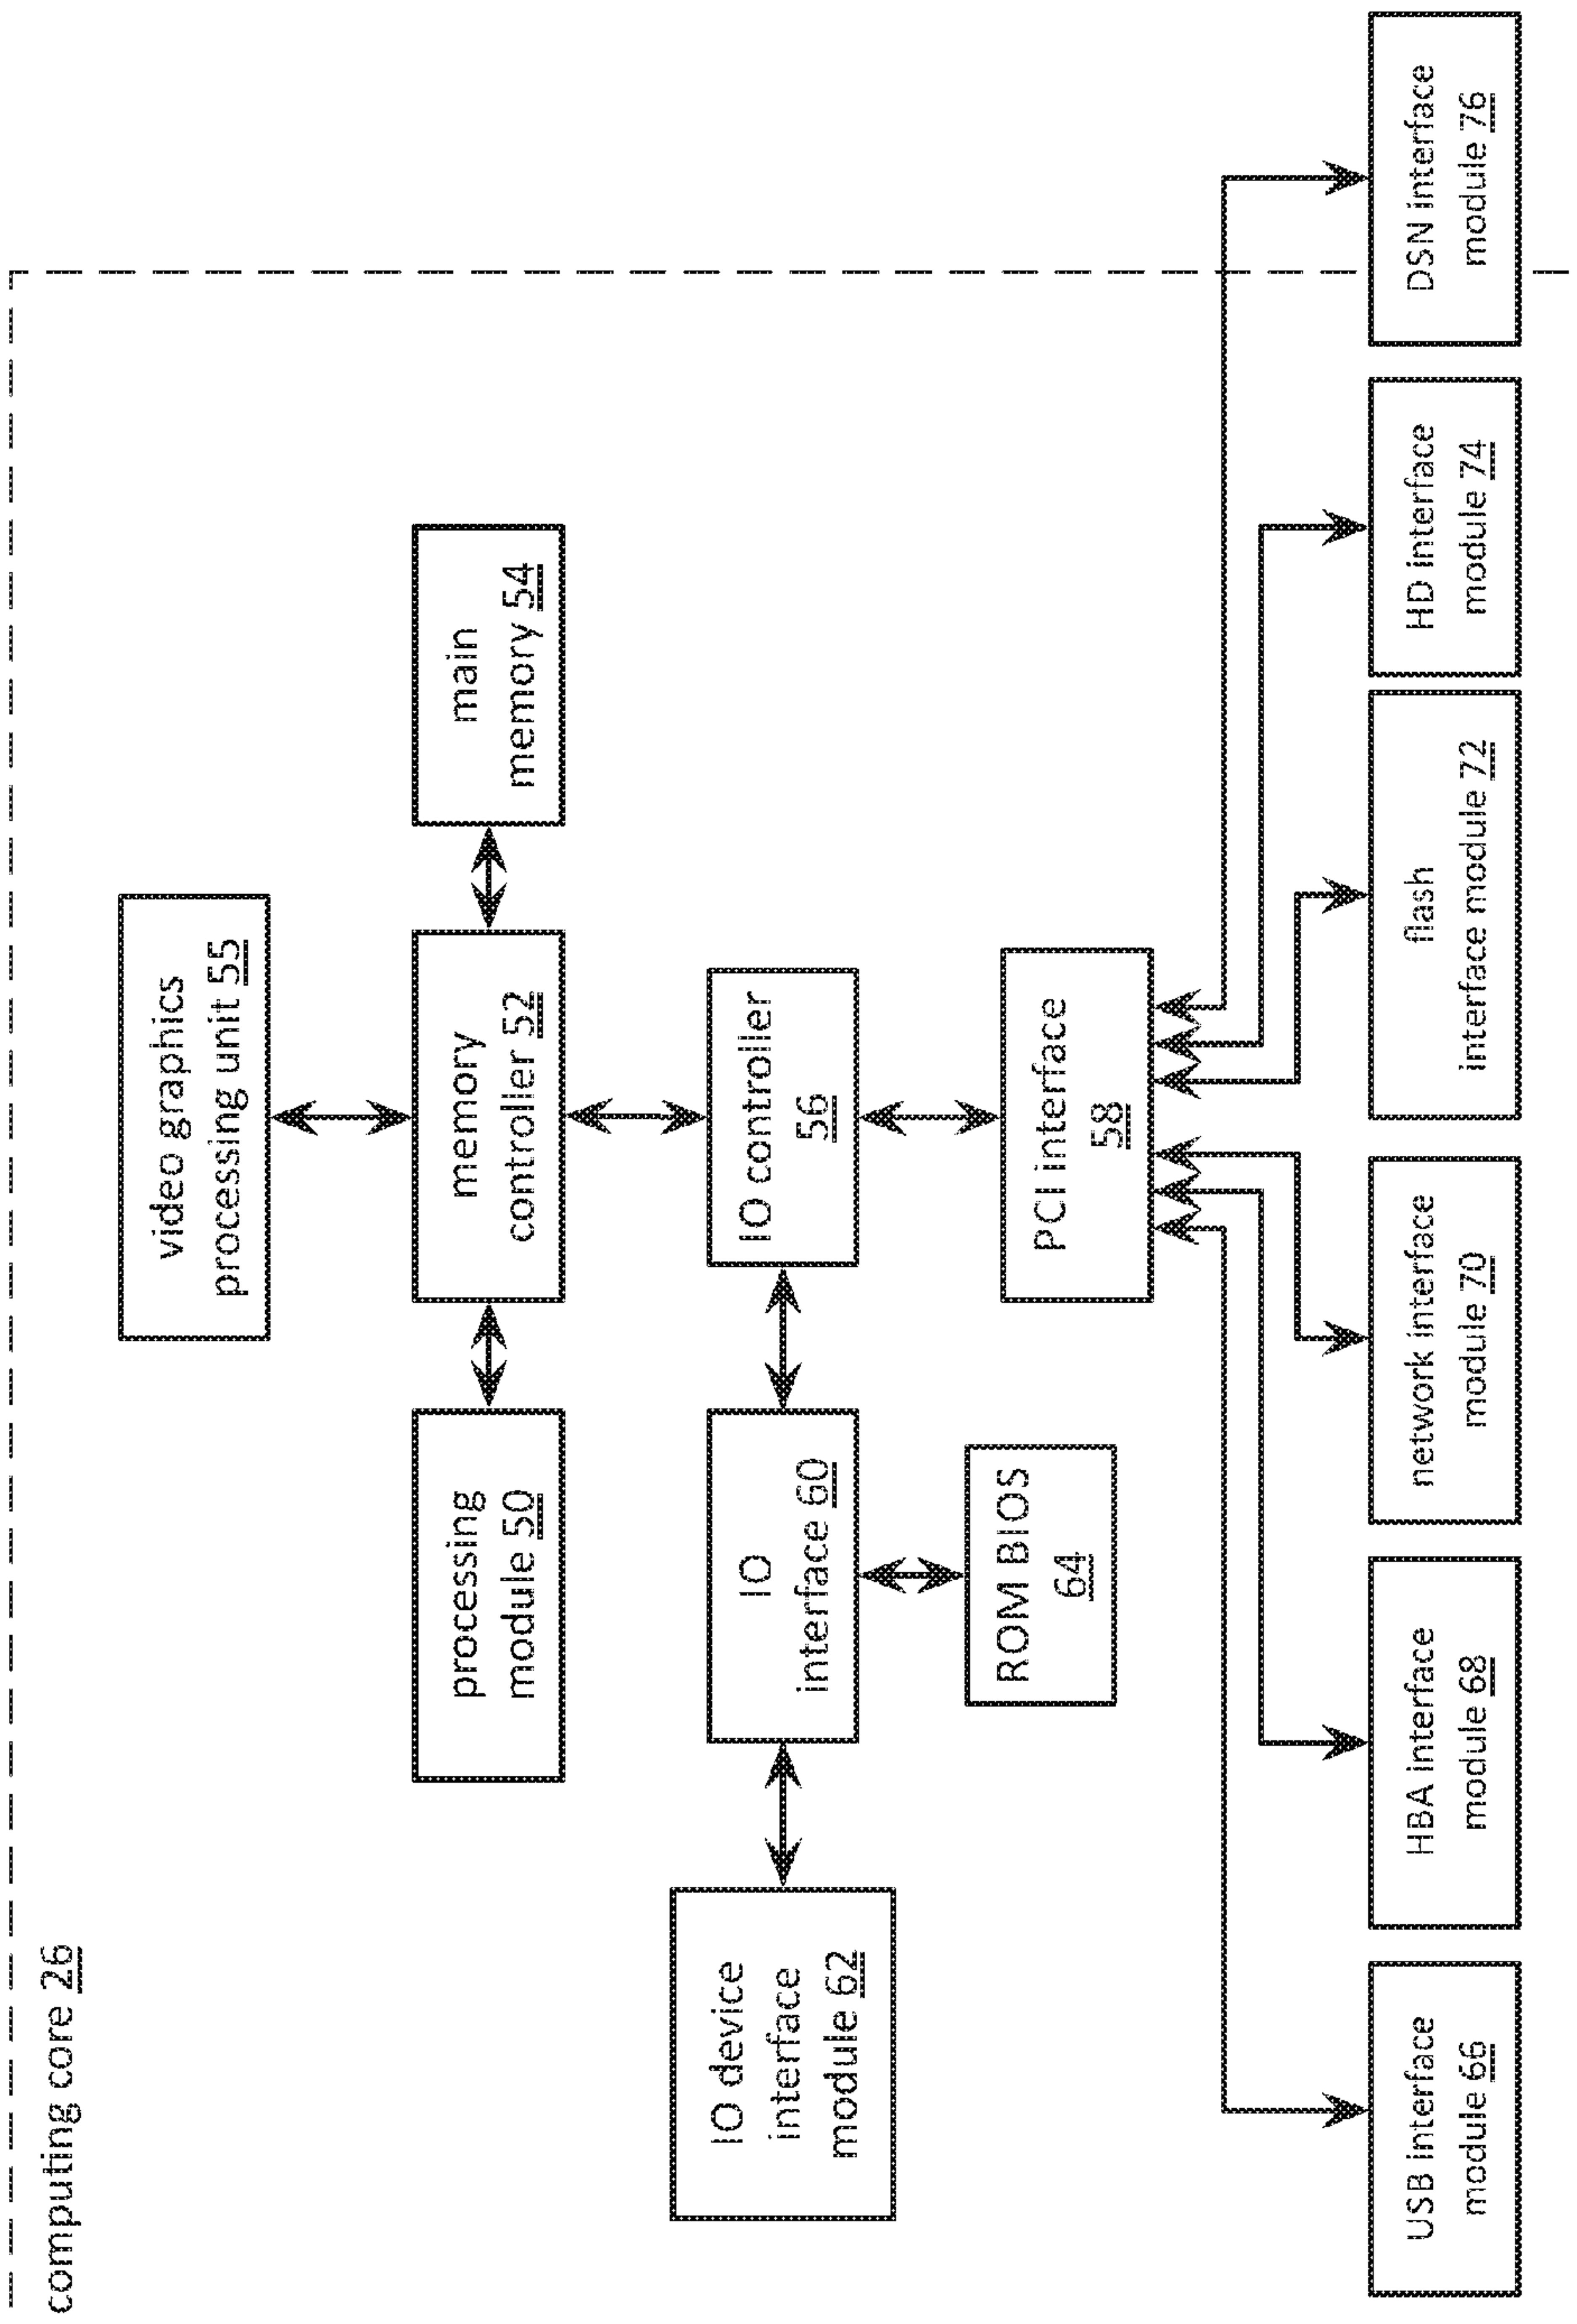 computing core 26
video graphics
processing unit 55
processing
module 50
memory
controller 52
main
memory 54
IO device
interface
module 62
IO
interface 60
IO controller
56
ROM BIOS
64
PCI interface
58
USB interface
module 66
HBA interface
module 68
network interface
module 70
flash
interface module 72
HD interface
module 74
DSN interface
module 76